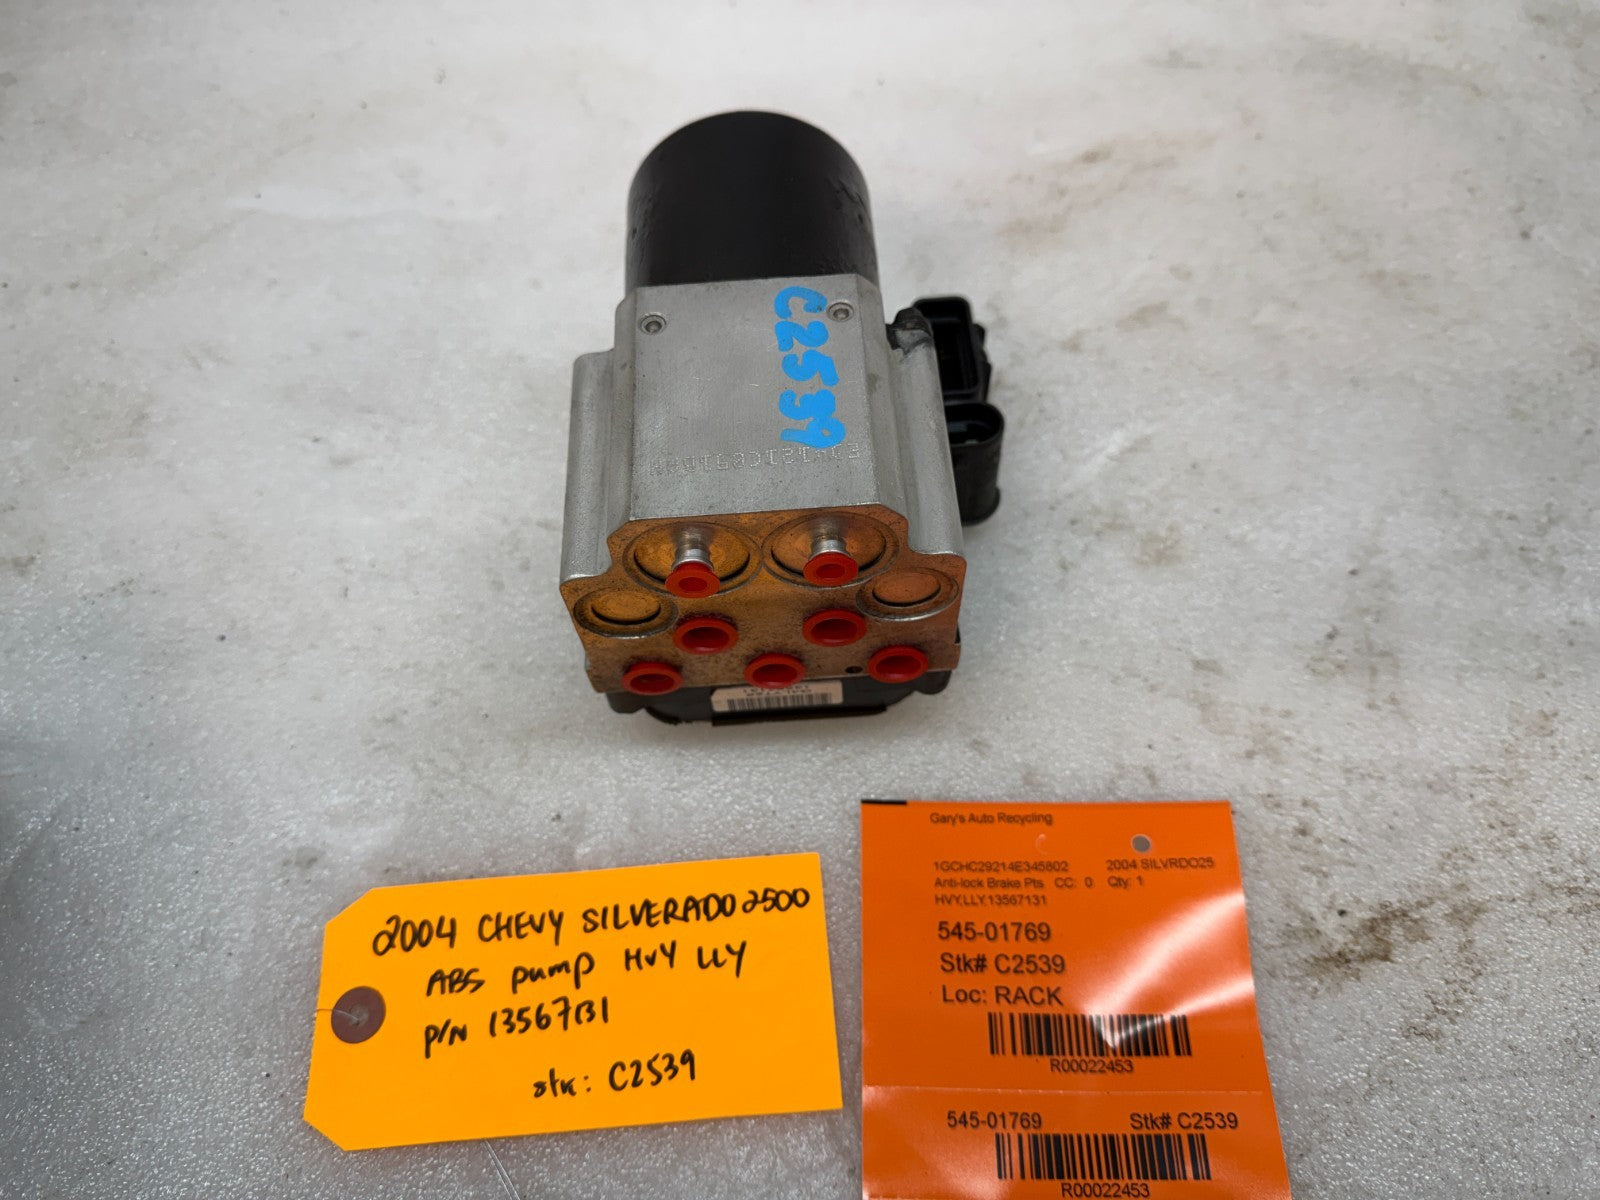 C2539
2004 CHEVY SILVERADO 2500
ABS pump HVY LLY
P/N 13567131
stk: C2539
Gary's Auto Recycling
1GCHC29214E345802 2004 SILVRDO25
Anti-lock Brake Pts CC: 0 Qty: 1
HVY,LLY,13567131
545-01769
Stk# C2539
Loc: RACK
R00022453
545-01769 Stk# C2539
R00022453